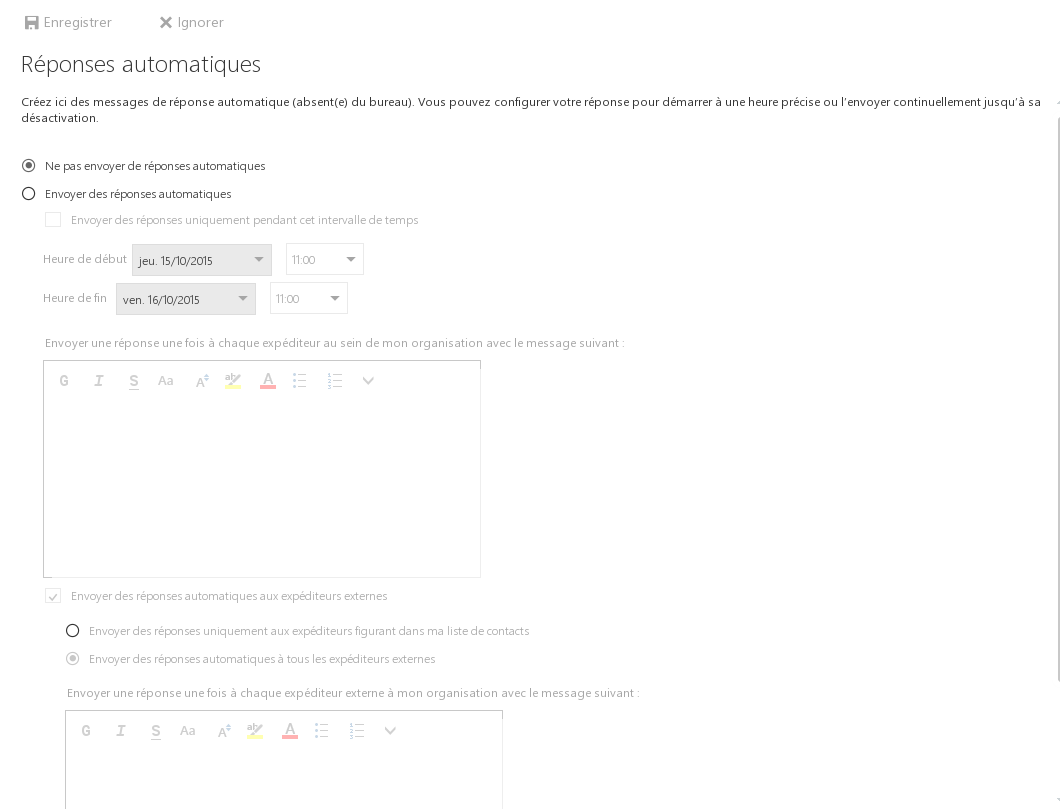 Enregistrer Ignorer
Réponses automatiques
Créez ici des messages de réponse automatique (absent(e) du bureau). Vous pouvez configurer votre réponse pour démarrer à une heure précise ou l'envoyer continuellement jusqu'à sa
désactivation.
Ne pas envoyer de réponses automatiques
Envoyer des réponses automatiques
Envoyer des réponses uniquement pendant cet intervalle de temps
Heure de début jeu. 15/10/2015 11:00
Heure de fin ven. 16/10/2015 11:00
Envoyer une réponse une fois à chaque expéditeur au sein de mon organisation avec le message suivant :
G I S Aa A ab A
Envoyer des réponses automatiques aux expéditeurs externes
Envoyer des réponses uniquement aux expéditeurs figurant dans ma liste de contacts
Envoyer des réponses automatiques à tous les expéditeurs externes
Envoyer une réponse une fois à chaque expéditeur externe à mon organisation avec le message suivant :
G I S Aa A ab A